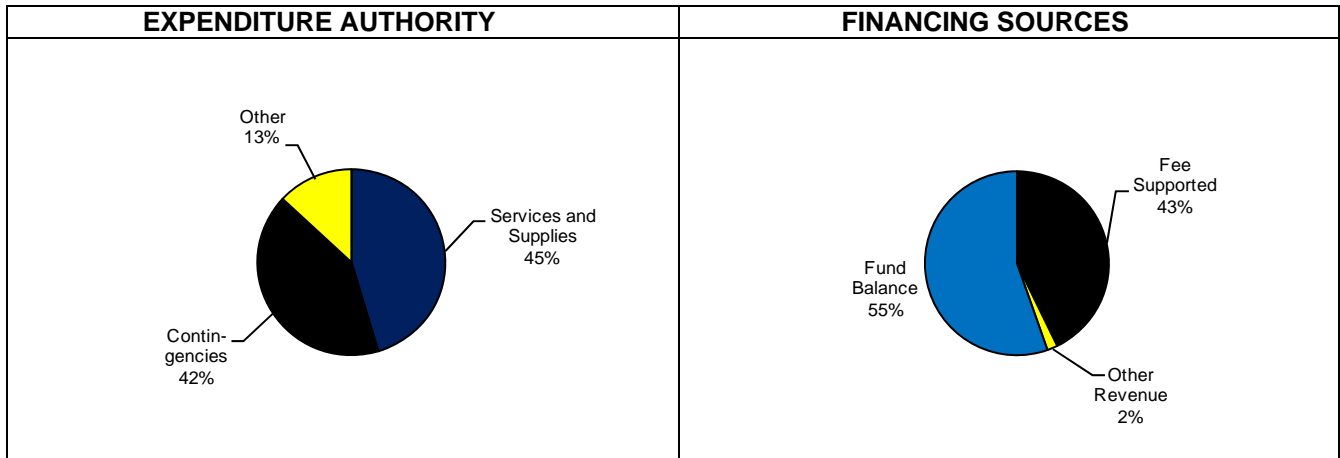 EXPENDITURE AUTHORITY
Other
13%
Services and
Supplies
45%
Contin-
gencies
42%
FINANCING SOURCES
Fee
Supported
43%
Fund
Balance
55%
Other
Revenue
2%